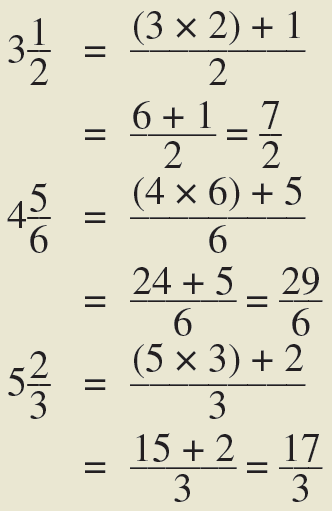 3 1/2 = (3 × 2) + 1 / 2
= 6 + 1 / 2 = 7/2
4 5/6 = (4 × 6) + 5 / 6
= 24 + 5 / 6 = 29/6
5 2/3 = (5 × 3) + 2 / 3
= 15 + 2 / 3 = 17/3